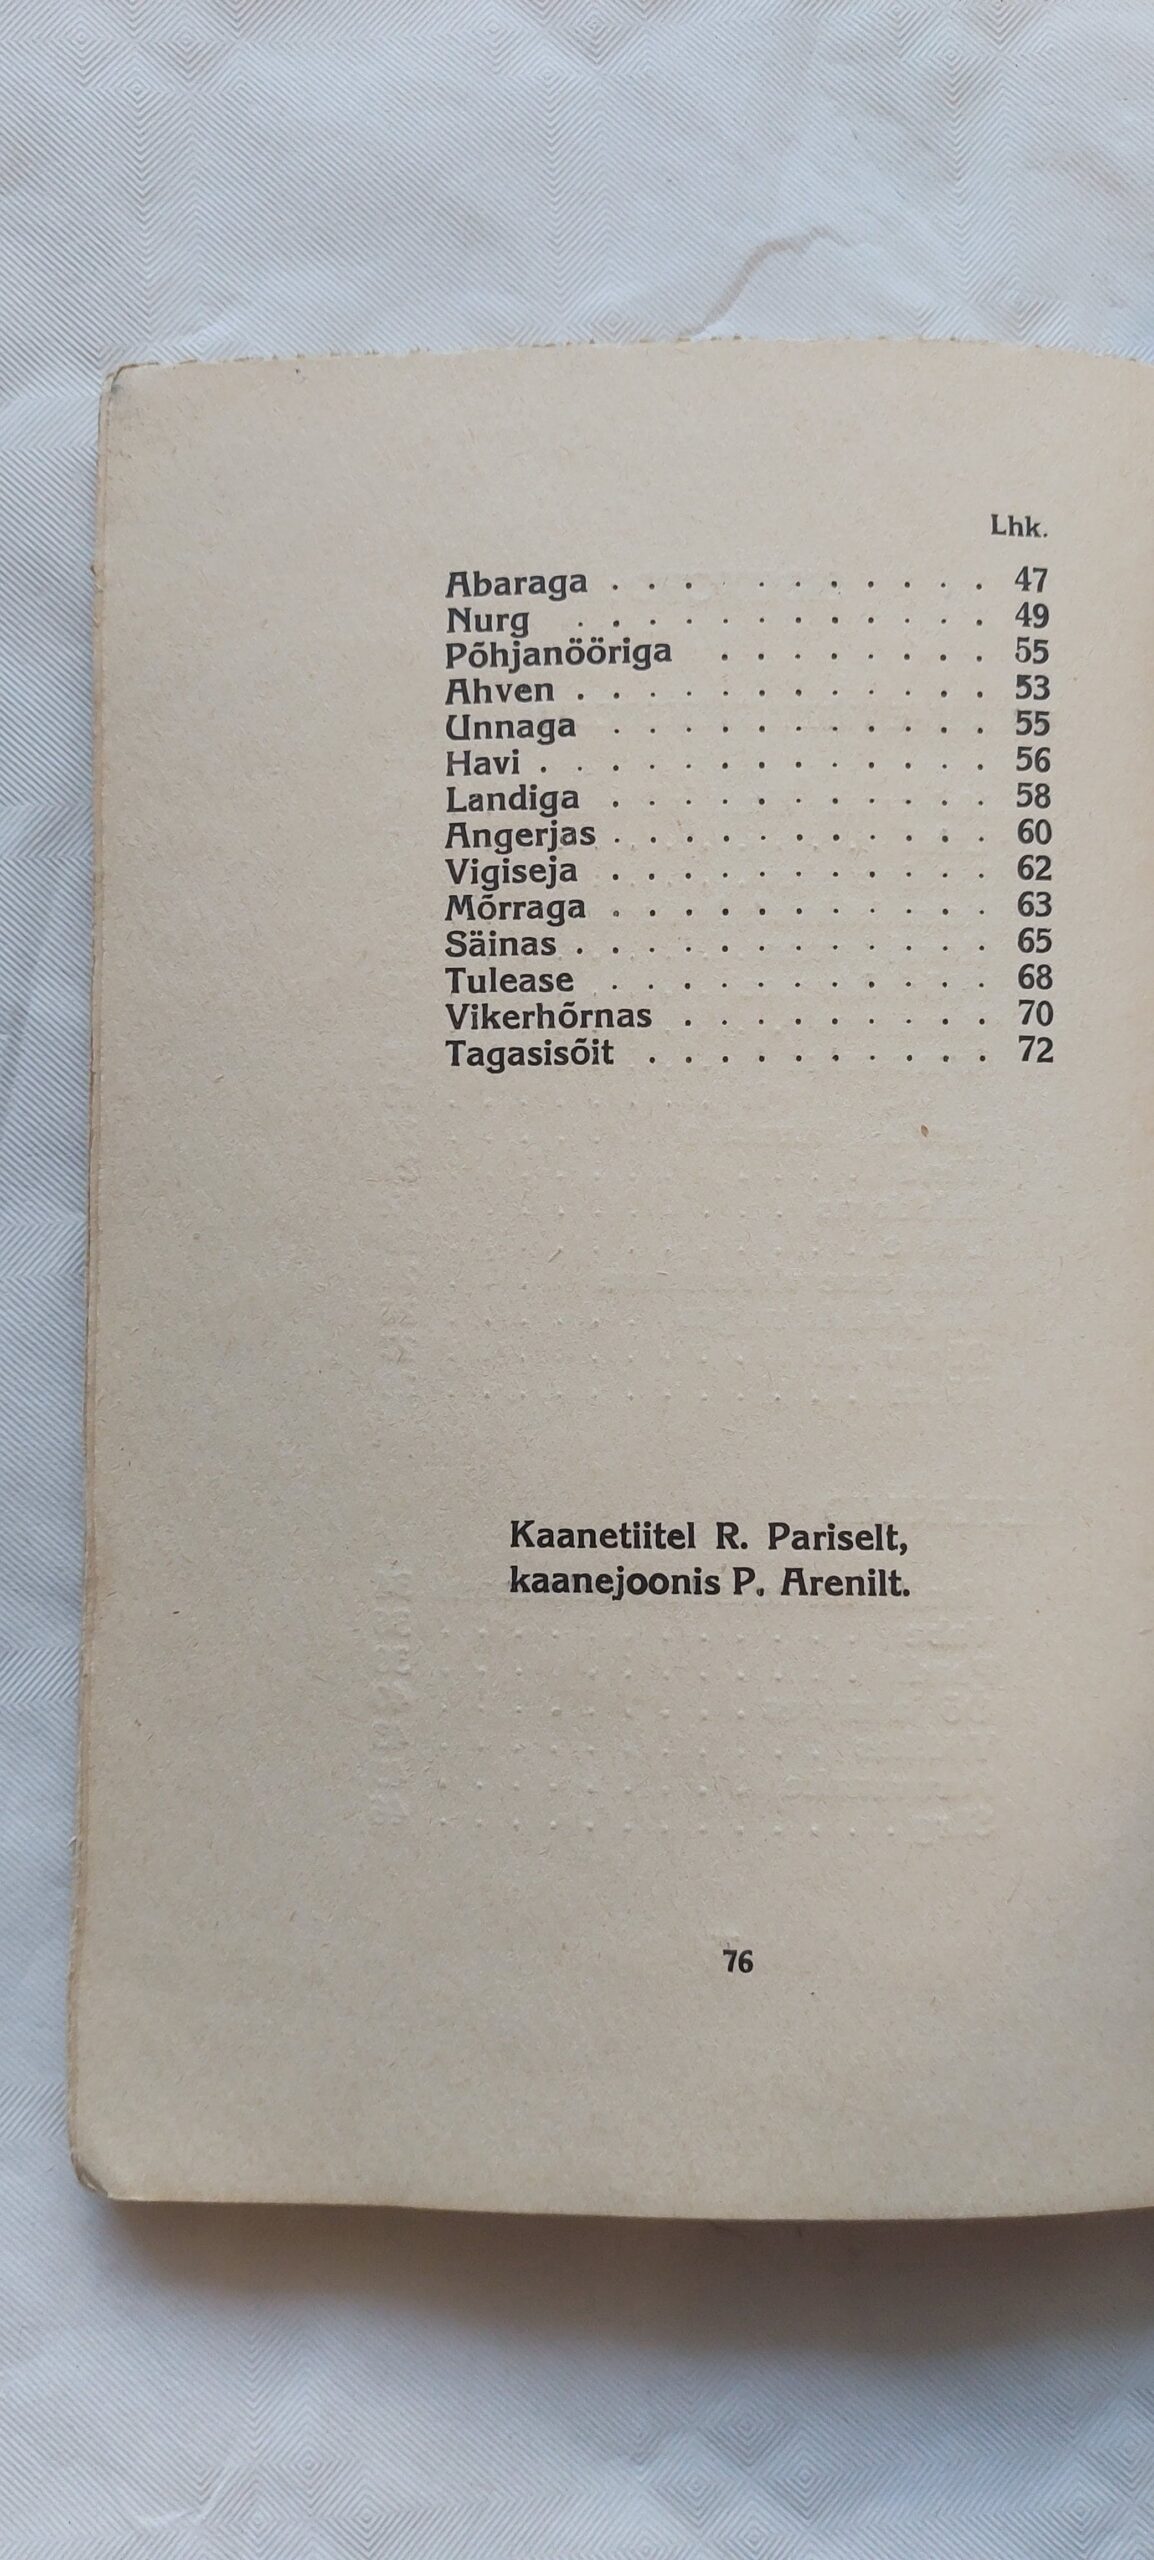 Lhk.
Abaraga . . . . . . . . . . 47
Nurg . . . . . . . . . . . . 49
Põhjanööriga . . . . . . . . 55
Ahven . . . . . . . . . . . . 53
Unnaga . . . . . . . . . . . 55
Havi . . . . . . . . . . . . . 56
Landiga . . . . . . . . . . . 58
Angerjas . . . . . . . . . . . 60
Vigiseja . . . . . . . . . . . 62
Mõrraga . . . . . . . . . . . 63
Säinas . . . . . . . . . . . . 65
Tulease . . . . . . . . . . . 68
Vikerhõrnas . . . . . . . . . 70
Tagasisõit . . . . . . . . . . 72
Kaanetiitel R. Pariselt,
kaanejoonis P. Arenilt.
76